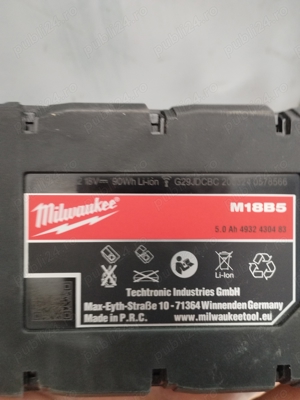 18V⎓ 90Wh Li-ion
Milwaukee
M18B5
5.0 Ah 4932 4304 83
Li-Ion
Techtronic Industries GmbH
Max-Eyth-Straße 10 - 71364 Winnenden Germany
Made in P.R.C.
www.milwaukeetool.eu